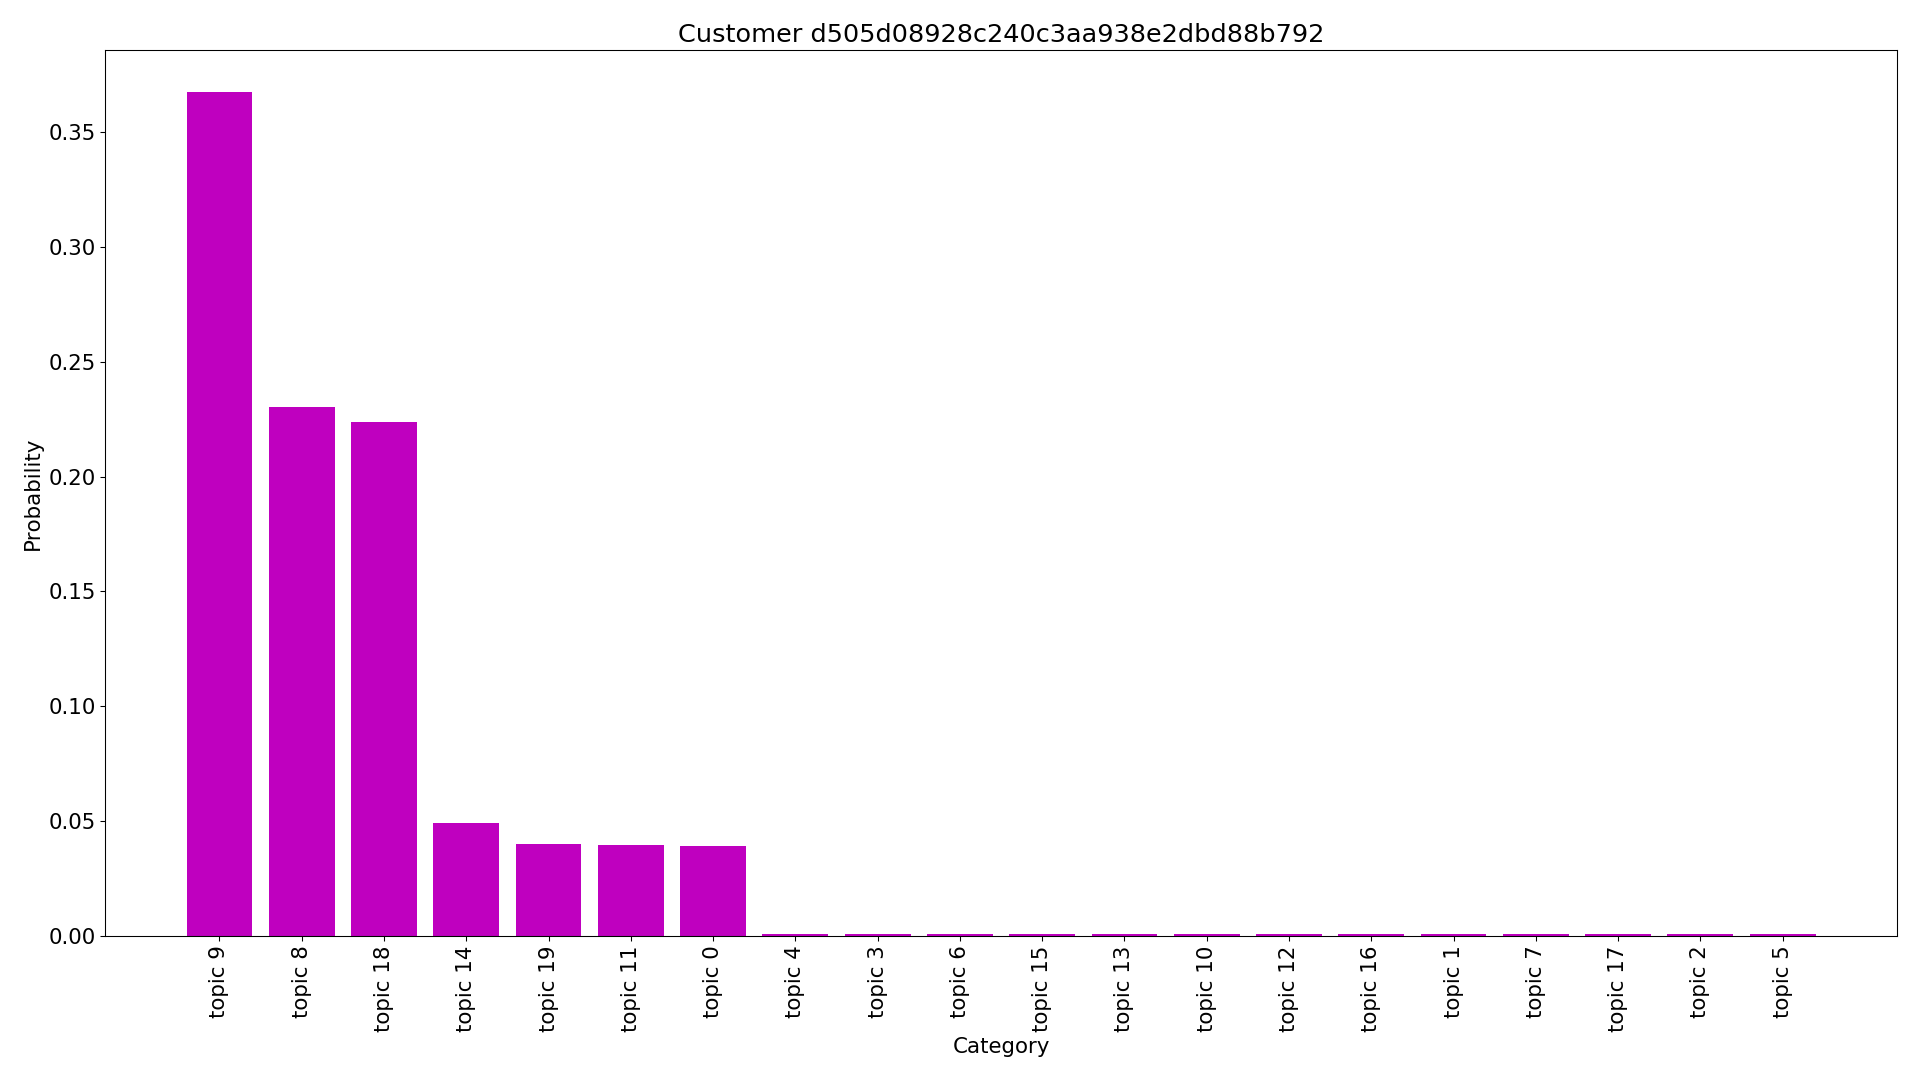 Customer d505d08928c240c3aa938e2dbd88b792
Probability
0.35
0.30
0.25
0.20
0.15
0.10
0.05
0.00
topic 9
topic 8
topic 18
topic 14
topic 19
topic 11
topic 0
topic 4
topic 3
topic 6
topic 15
topic 13
topic 10
topic 12
topic 16
topic 1
topic 7
topic 17
topic 2
topic 5
Category